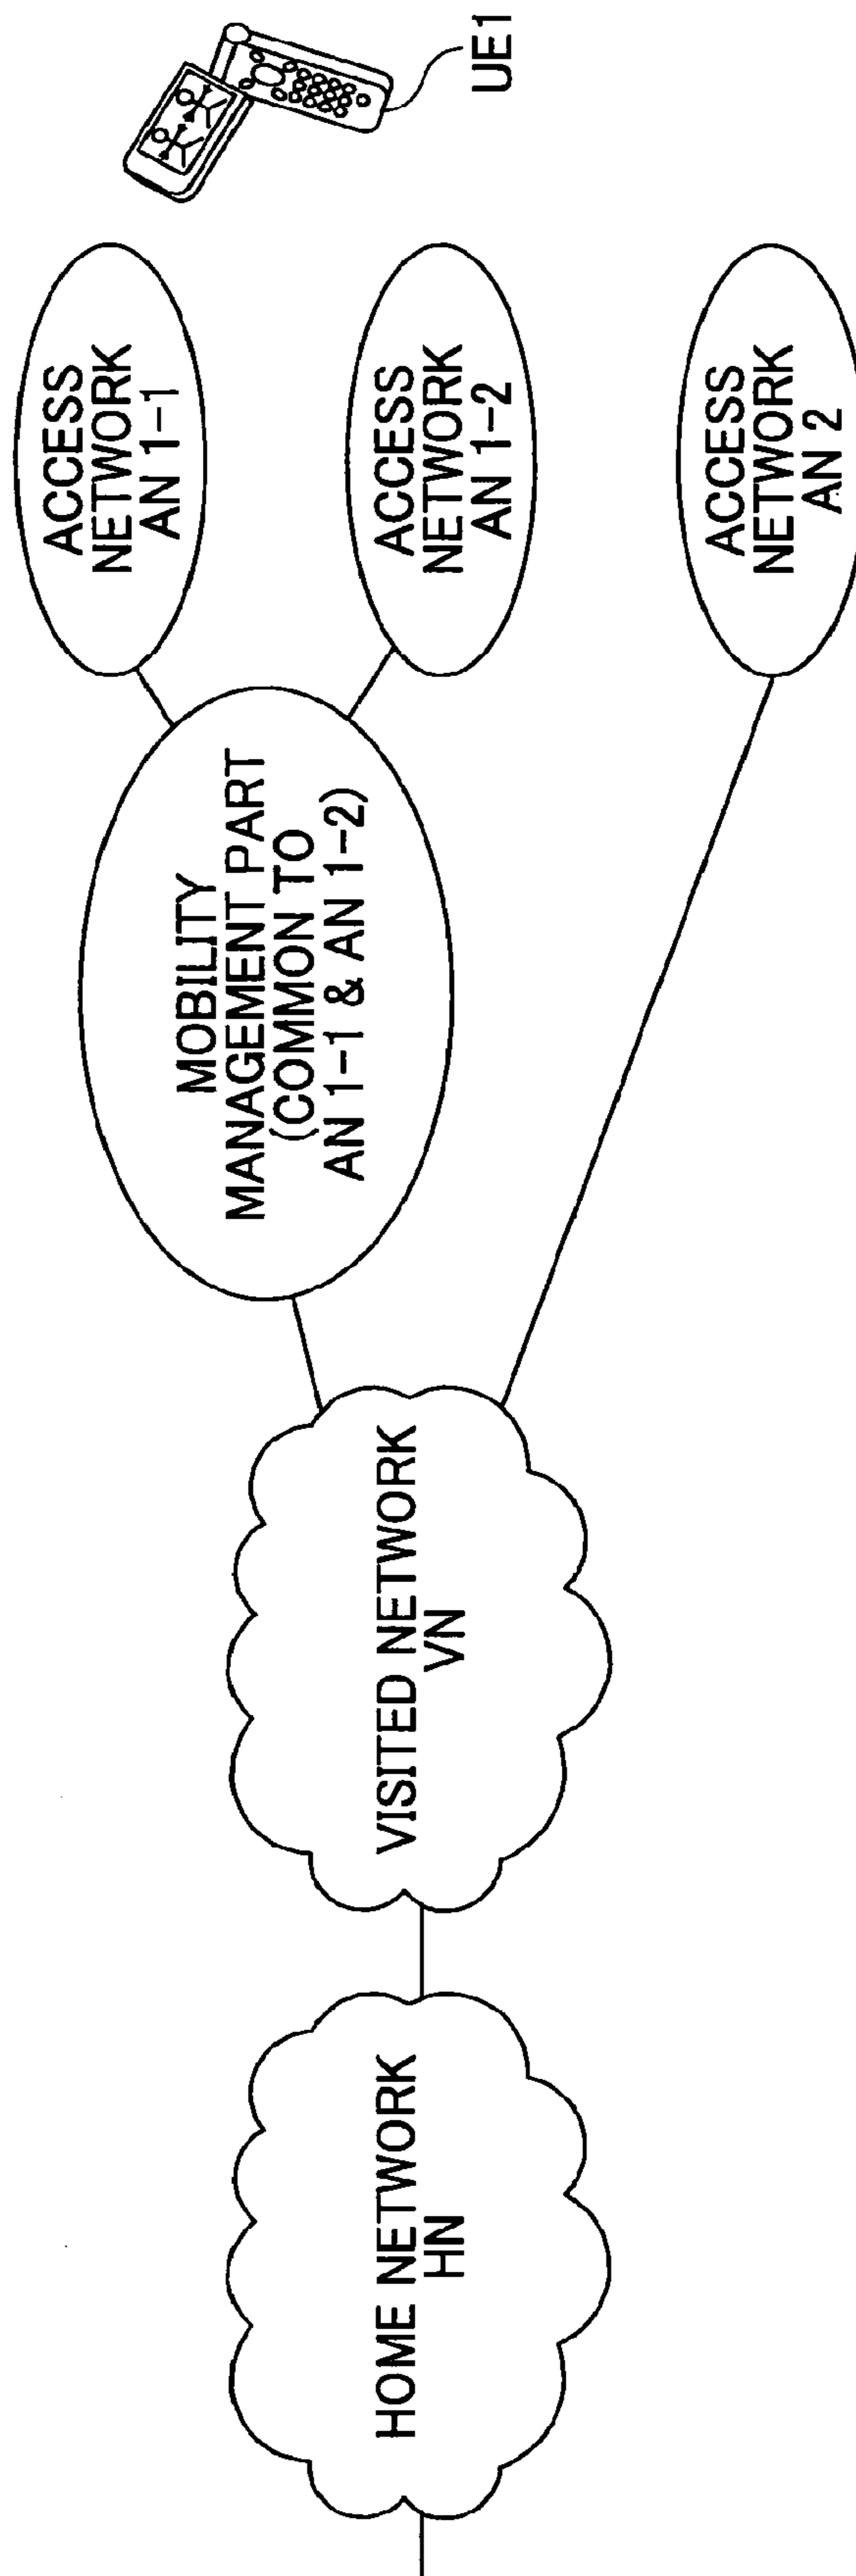 HOME NETWORK
HN
VISITED NETWORK
VN
MOBILITY
MANAGEMENT PART
(COMMON TO
AN 1-1 & AN 1-2)
ACCESS
NETWORK
AN 1-1
ACCESS
NETWORK
AN 1-2
ACCESS
NETWORK
AN 2
UE1